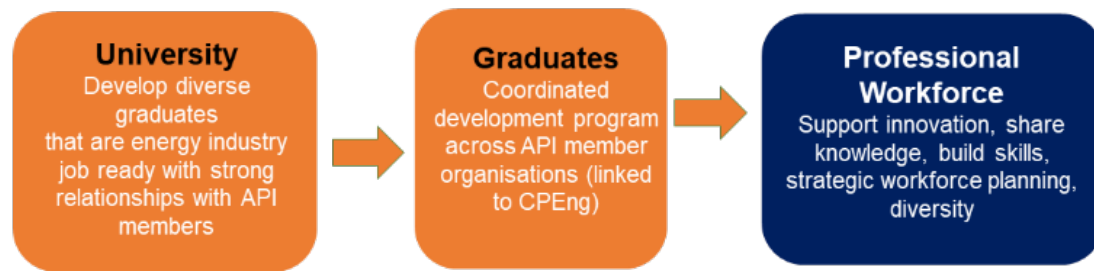 University
Develop diverse
graduates
that are energy industry
job ready with strong
relationships with API
members
Graduates
Coordinated
development program
across API member
organisations (linked
to CPEng)
Professional
Workforce
Support innovation, share
knowledge, build skills,
strategic workforce planning,
diversity